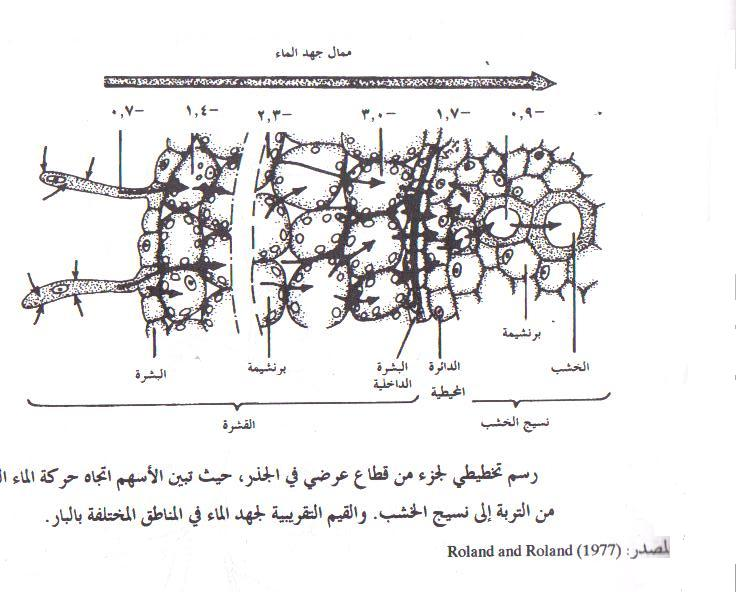 ممال جهد الماء
−٠,٧ −١,٤ −٢,٣ −٣,٠ −١,٧ −٠,٩
برنشيمة
البشرة
برنشيمة
البشرة الداخلية
الدائرة المحيطية
الخشب
القشرة
نسيج الخشب
رسم تخطيطي لجزء من قطاع عرضي في الجذر، حيث تبين الأسهم اتجاه حركة الماء
من التربة إلى نسيج الخشب. والقيم التقريبية لجهد الماء في المناطق المختلفة بالبار.
لمصدر: Roland and Roland (1977)